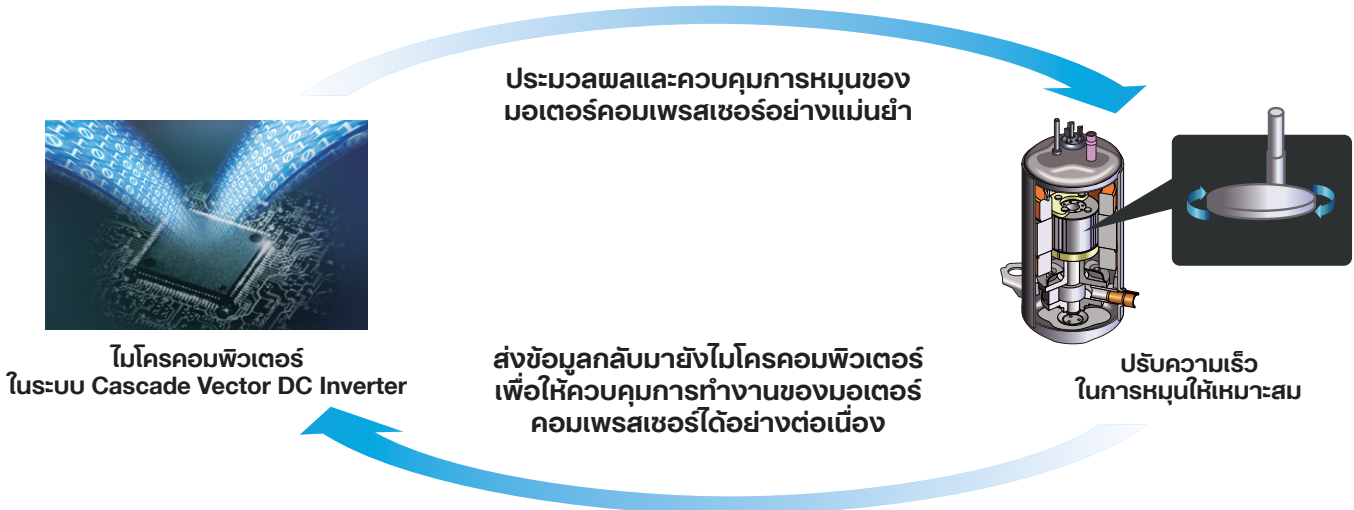 ประมวลผลและควบคุมการหมุนของ
มอเตอร์คอมเพรสเซอร์อย่างแม่นยำ
ไมโครคอมพิวเตอร์
ในระบบ Cascade Vector DC Inverter
ส่งข้อมูลกลับมายังไมโครคอมพิวเตอร์
เพื่อให้ควบคุมการทำงานของมอเตอร์
คอมเพรสเซอร์ได้อย่างต่อเนื่อง
ปรับความเร็ว
ในการหมุนให้เหมาะสม